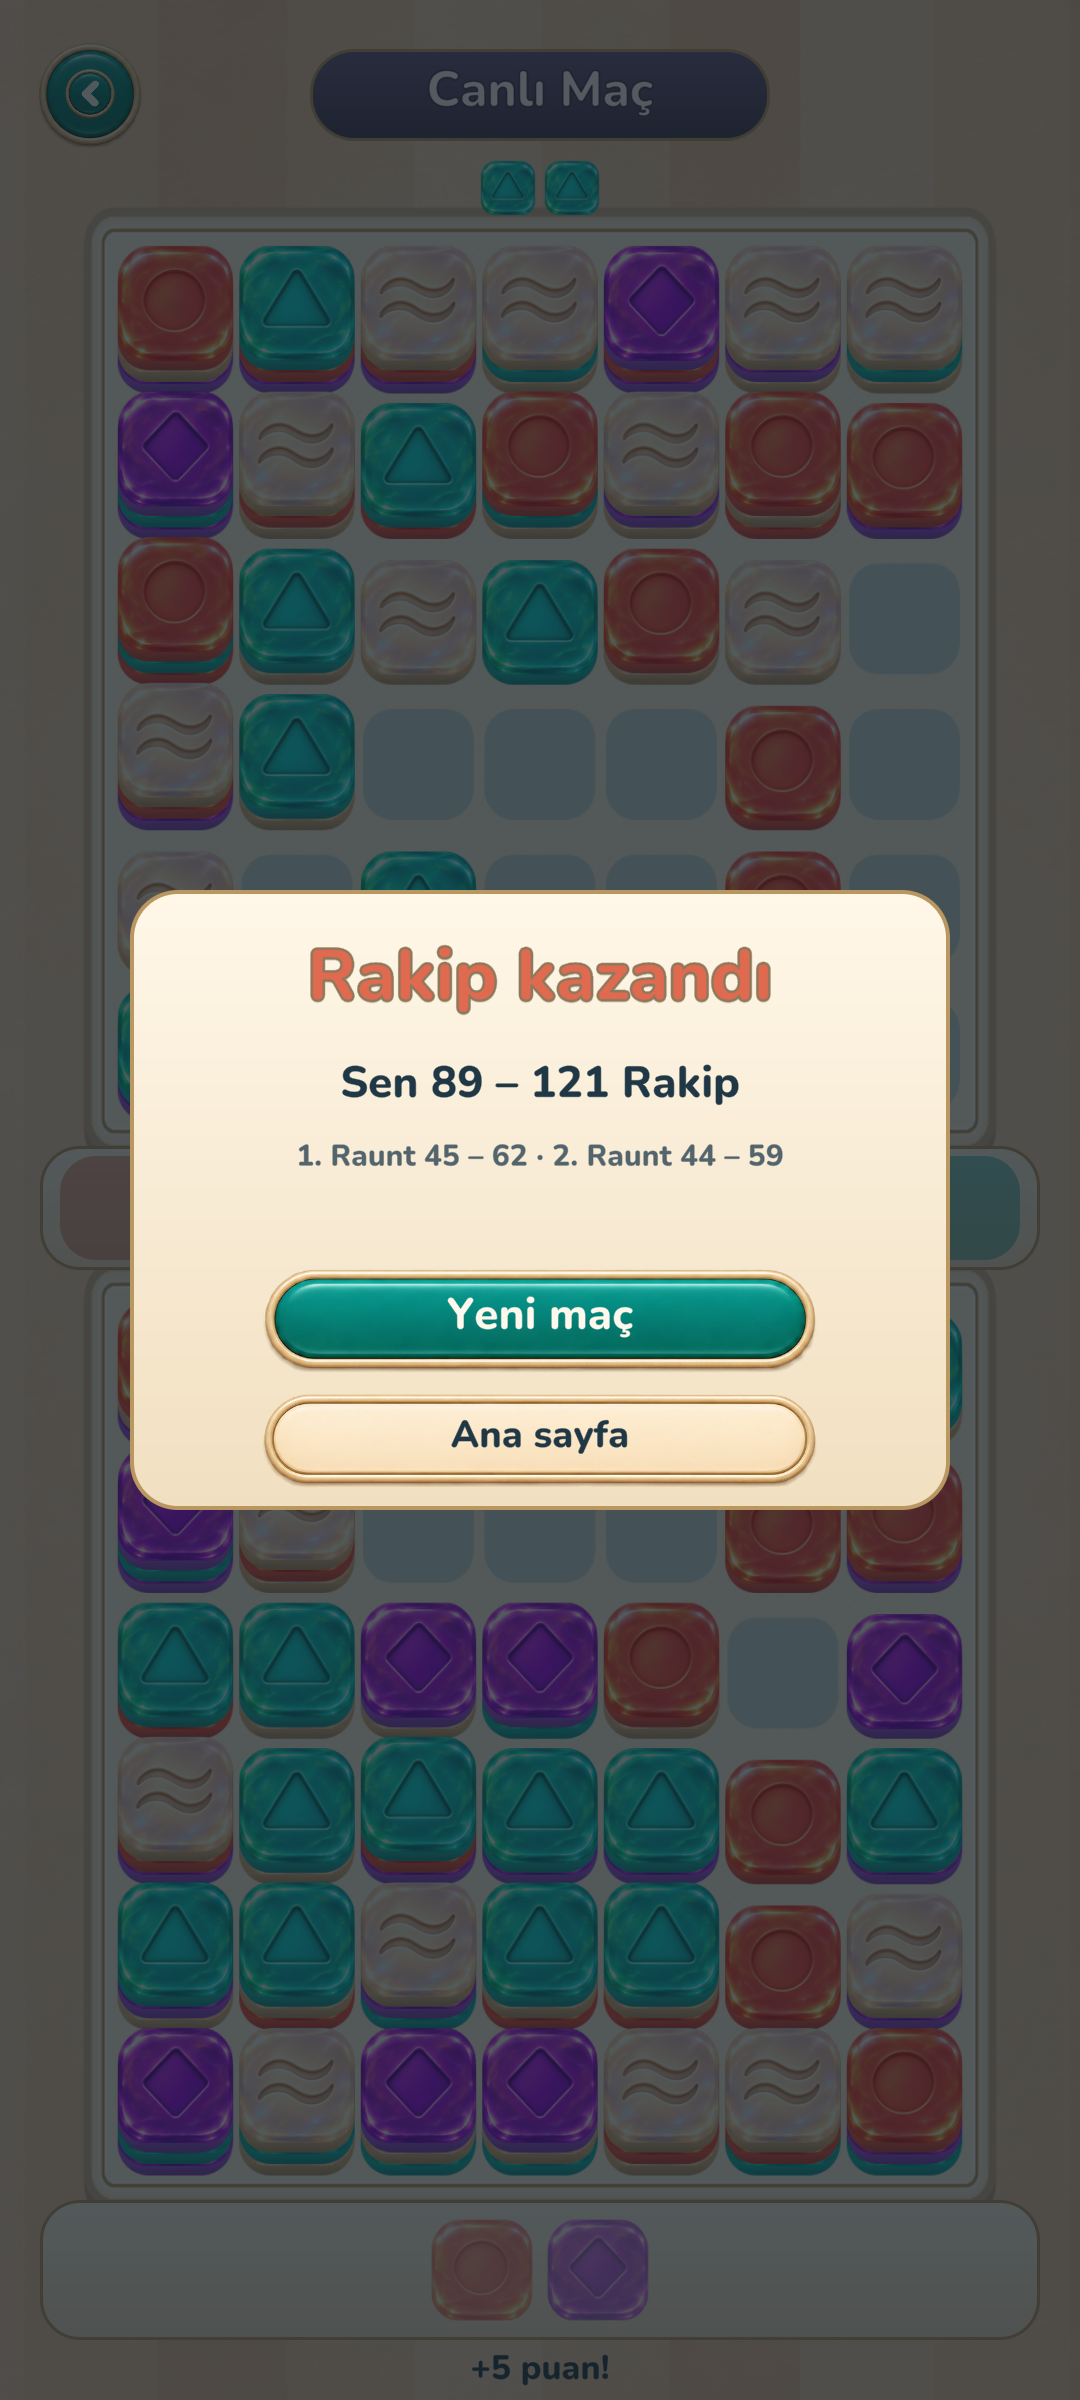 Canlı Maç
Rakip kazandı
Sen 89 – 121 Rakip
1. Raunt 45 – 62 · 2. Raunt 44 – 59
Yeni maç
Ana sayfa
+5 puan!